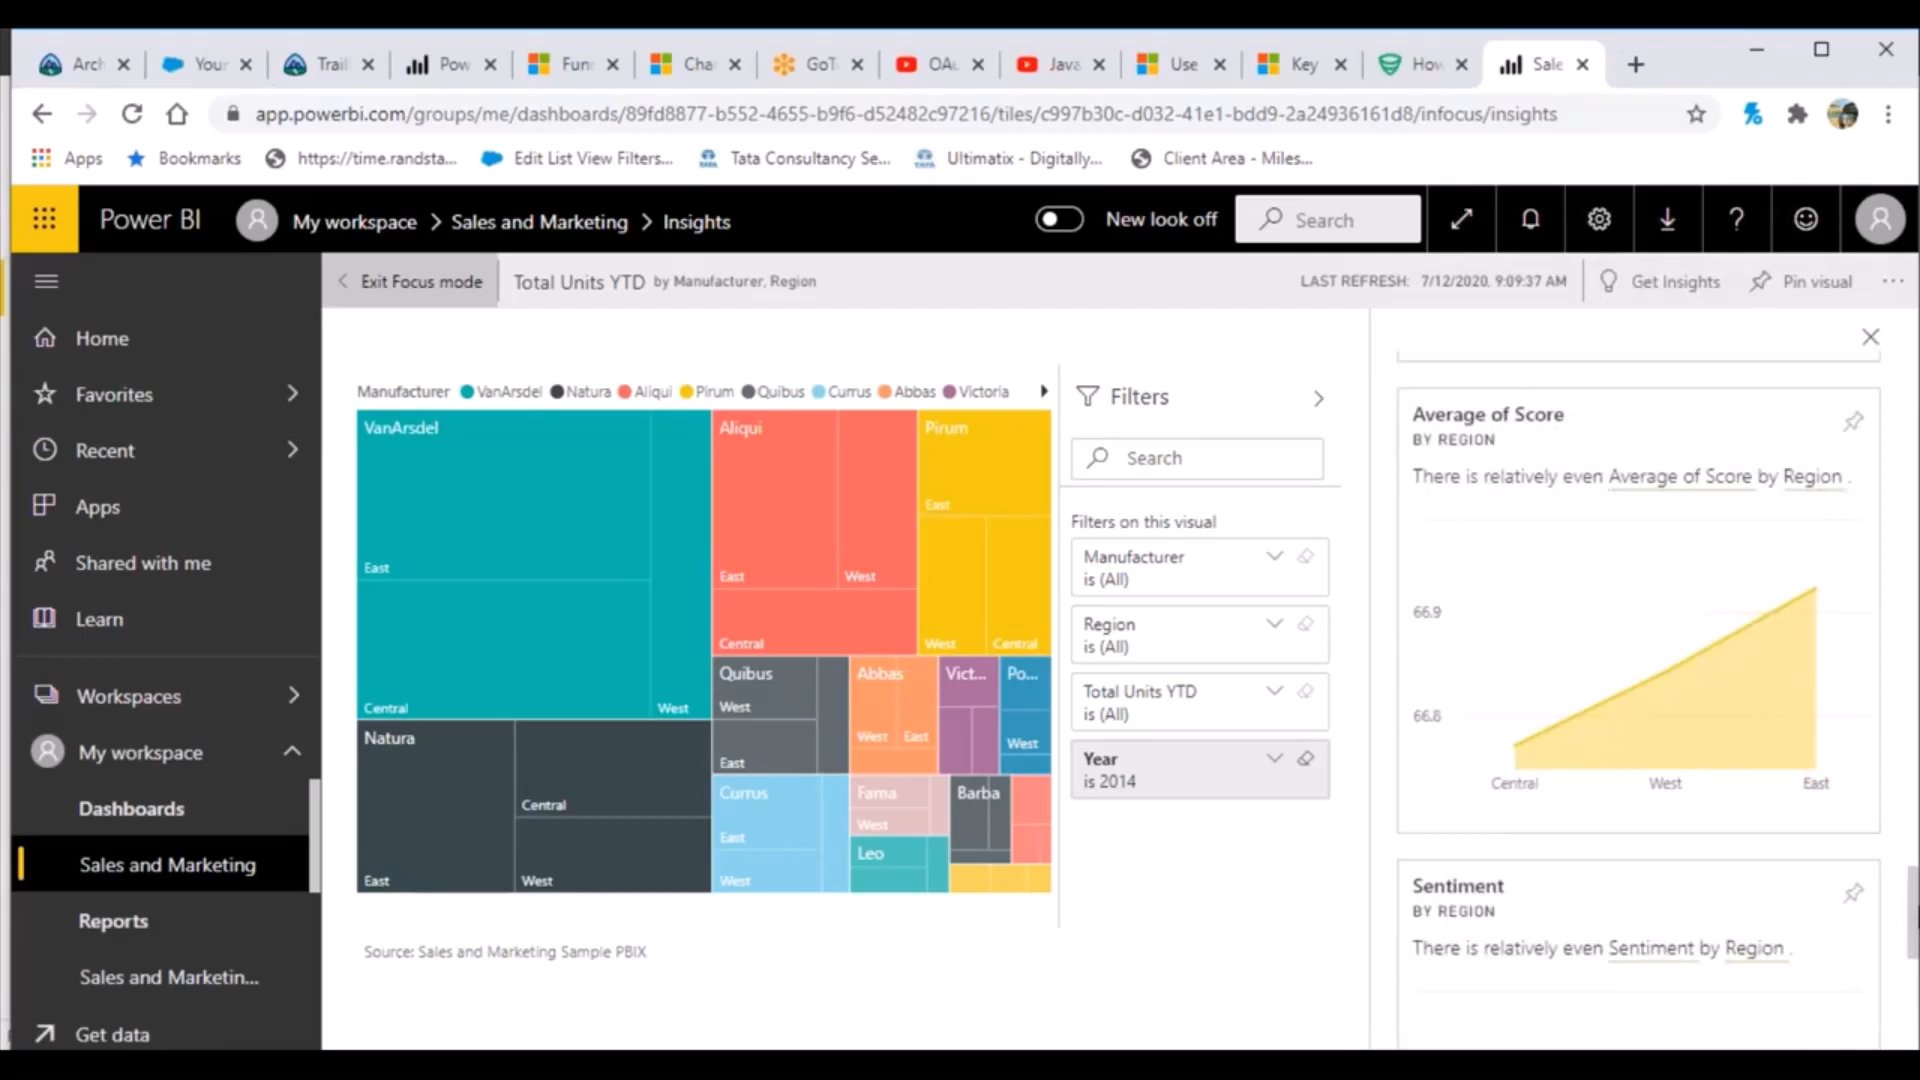 Arch
Your
Trail
Pow
Fun
Cha
GoT
OAu
Java
Use
Key
How
Sale
app.powerbi.com/groups/me/dashboards/89fd8877-b552-4655-b9f6-d52482c97216/tiles/c997b30c-d032-41e1-bdd9-2a24936161d8/infocus/insights
Apps
Bookmarks
https://time.randsta...
Edit List View Filters...
Tata Consultancy Se...
Ultimatix - Digitally...
Client Area - Miles...
Power BI
My workspace > Sales and Marketing > Insights
New look off
Search
Exit Focus mode
Total Units YTD by Manufacturer, Region
LAST REFRESH: 7/12/2020, 9:09:37 AM
Get Insights
Pin visual
...
Home
Favorites
Recent
Apps
Shared with me
Learn
Workspaces
My workspace
Dashboards
Sales and Marketing
Reports
Sales and Marketin...
Get data
Manufacturer VanArsdel Natura Aliqui Pirum Quibus Currus Abbas Victoria
VanArsdel
East
Central
West
Natura
East
Central
West
Aliqui
East
West
Central
Pirum
East
West
Central
Quibus
West
East
Currus
East
West
Abbas
West East
Vict...
Po...
West
Fama
West
Leo
Barba
Source: Sales and Marketing Sample PBIX
Filters
Search
Filters on this visual
Manufacturer
is (All)
Region
is (All)
Total Units YTD
is (All)
Year
is 2014
Average of Score
BY REGION
There is relatively even Average of Score by Region .
66.9
66.8
Central
West
East
Sentiment
BY REGION
There is relatively even Sentiment by Region .